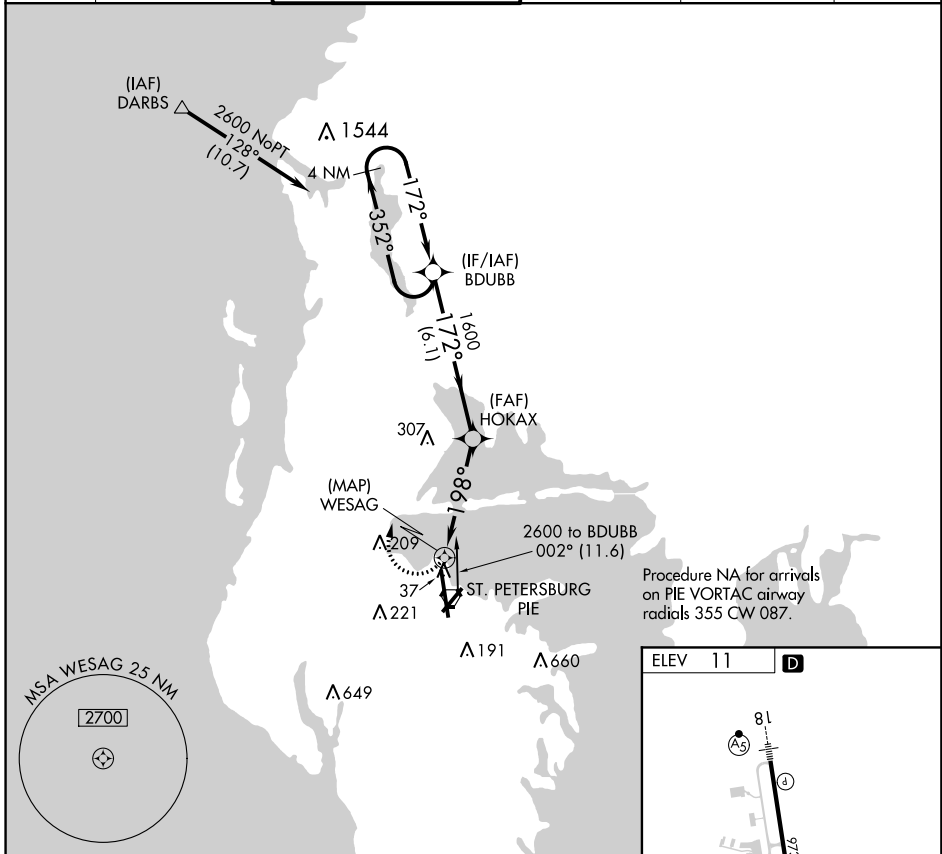 (IAF)
DARBS
2600 NoPT
128°
(10.7)
1544
4 NM
172°
352°
(IF/IAF)
BDUBB
1600
172°
(6.1)
(FAF)
HOKAX
307
198°
(MAP)
WESAG
209
2600 to BDUBB
002° (11.6)
37
ST. PETERSBURG
PIE
221
191
660
649
Procedure NA for arrivals
on PIE VORTAC airway
radials 355 CW 087.
MSA WESAG 25 NM
2700
ELEV 11
D
18
A5
P